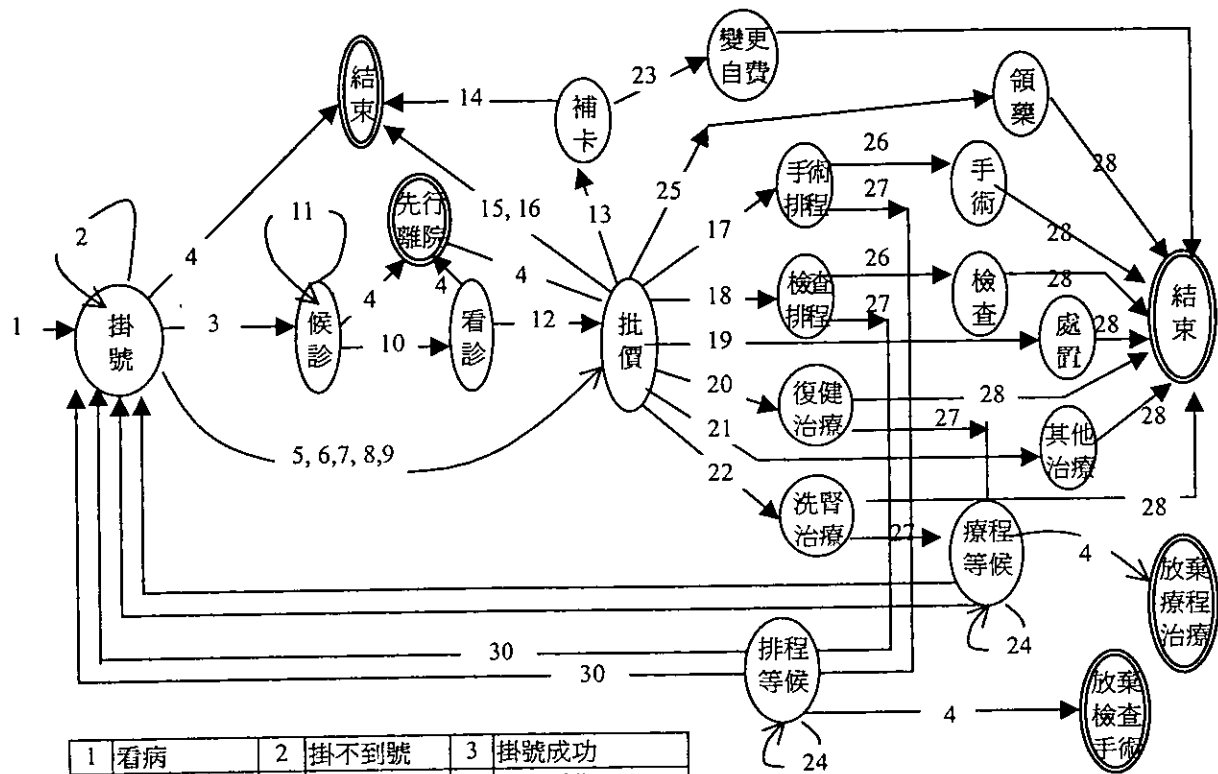 變更
自費
結
束
14
補
卡
23
領
藥
2
4
11
先行
離院
15, 16
13
25
17
手術
排程
26
27
手
術
28
28
1
掛
號
3
候
診
4
10
4
看
診
4
12
批
價
18
檢查
排程
26
27
檢
查
28
結
束
19
處
置
28
5, 6,7, 8,9
20
復健
治療
28
27
21
其他
治療
28
22
洗腎
治療
28
27
療程
等候
4
放棄
療程
治療
24
30
30
排程
等候
4
放棄
檢查
手術
24
1 看病 2 掛不到號 3 掛號成功